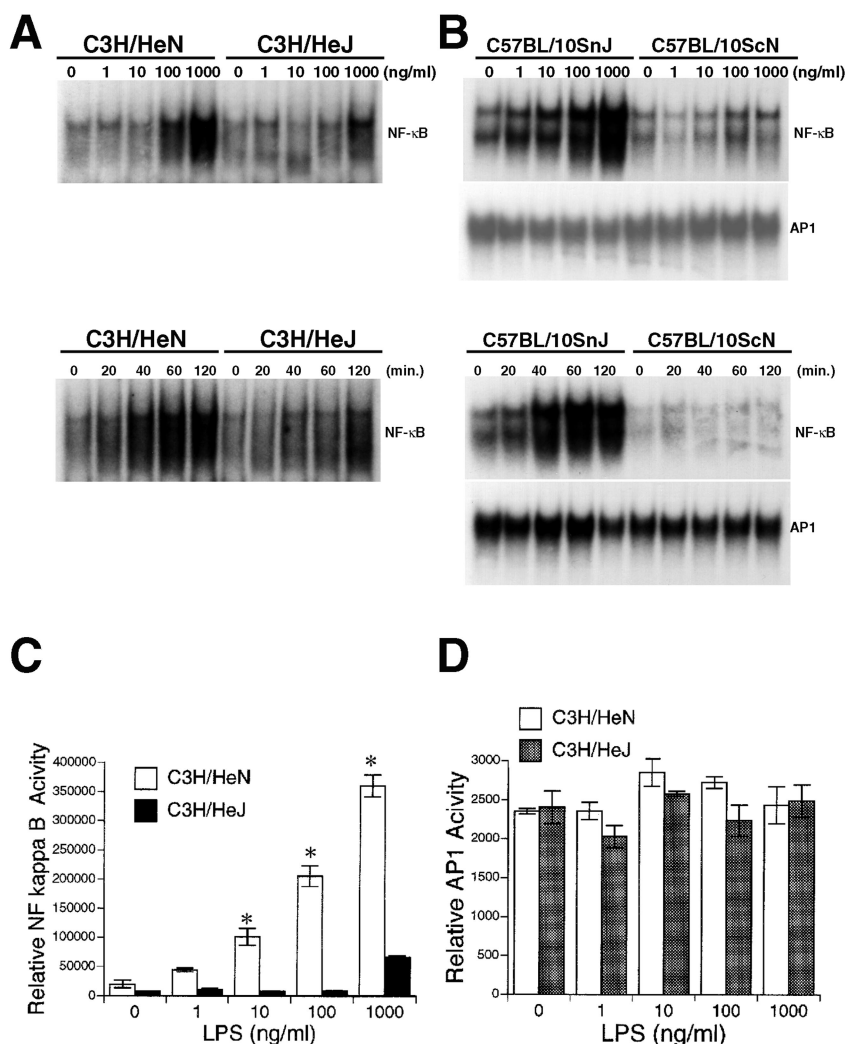 A
C3H/HeN C3H/HeJ
0 1 10 100 1000 0 1 10 100 1000 (ng/ml)
NF-κB
C3H/HeN C3H/HeJ
0 20 40 60 120 0 20 40 60 120 (min.)
NF-κB
B
C57BL/10SnJ C57BL/10ScN
0 1 10 100 1000 0 1 10 100 1000 (ng/ml)
NF-κB
AP1
C57BL/10SnJ C57BL/10ScN
0 20 40 60 120 0 20 40 60 120 (min.)
NF-κB
AP1
C
Relative NF kappa B Acivity
400000
350000
300000
250000
200000
150000
100000
50000
0
C3H/HeN
C3H/HeJ
* * *
0 1 10 100 1000
LPS (ng/ml)
D
C3H/HeN
C3H/HeJ
Relative AP1 Acivity
3000
2500
2000
1500
1000
500
0
0 1 10 100 1000
LPS (ng/ml)